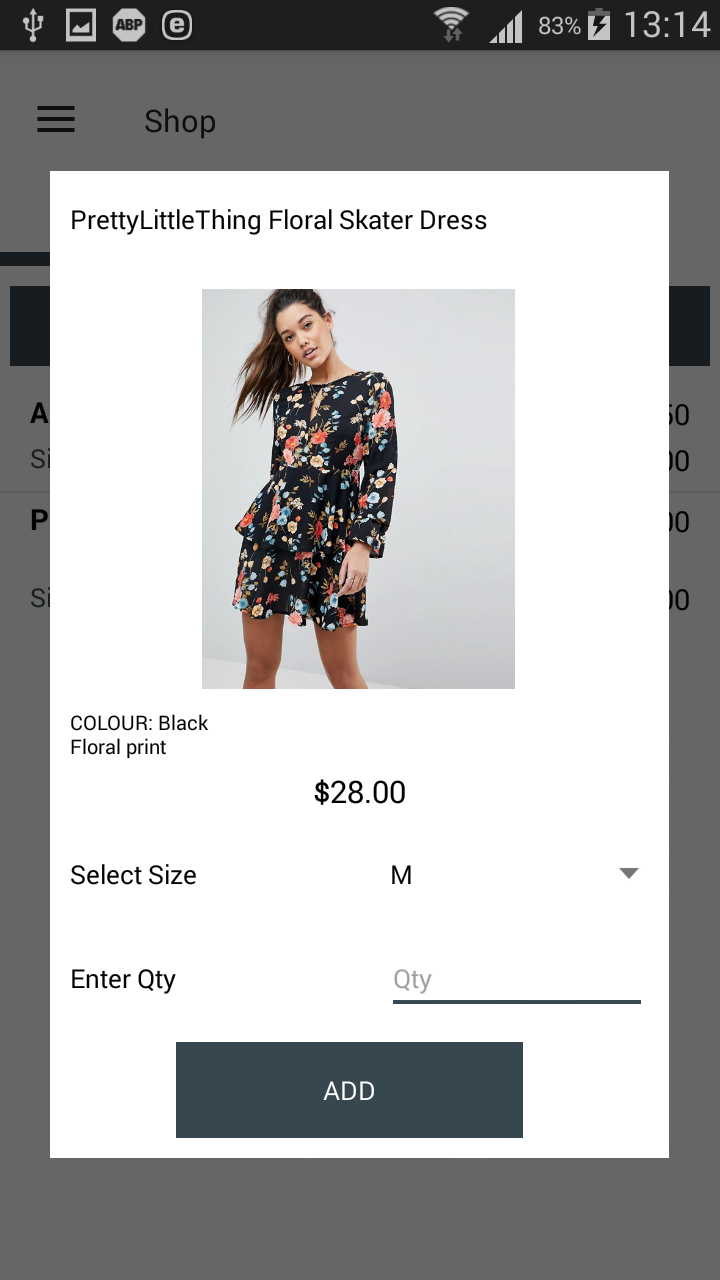 ABP 83% 13:14
Shop
PrettyLittleThing Floral Skater Dress
A
Si
P
Si
50
00
00
00
COLOUR: Black
Floral print
$28.00
Select Size M
Enter Qty Qty
ADD